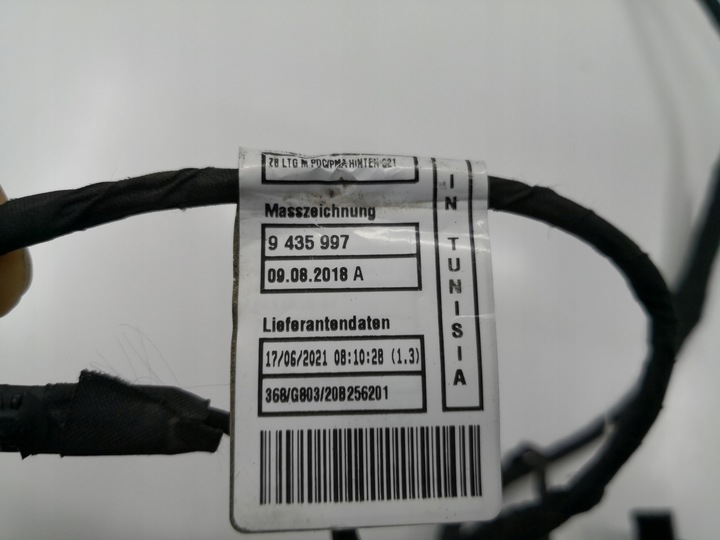 ZB LTG M PDC/PMA HINTEN G21
Masszeichnung
9 435 997
09.08.2018 A
Lieferantendaten
17/06/2021 08:10:28 (1.3)
368/G803/20B256201
IN TUNISIA